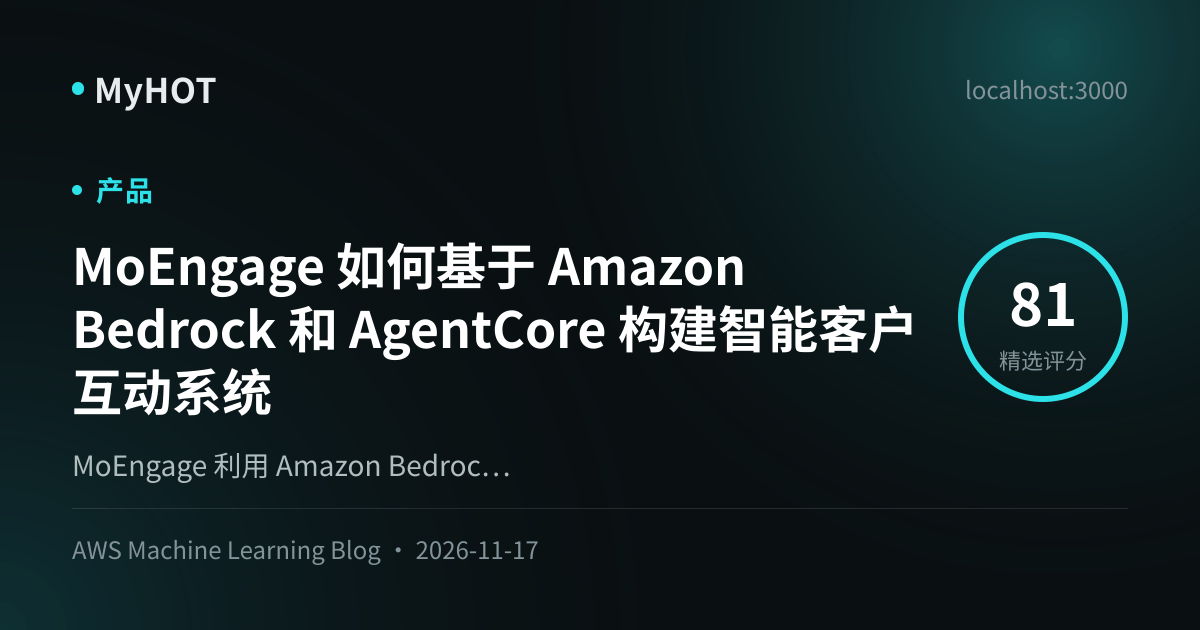 MyHOT
localhost:3000
产品
MoEngage 如何基于 Amazon
Bedrock 和 AgentCore 构建智能客户
互动系统
81
精选评分
MoEngage 利用 Amazon Bedroc…
AWS Machine Learning Blog · 2026-11-17